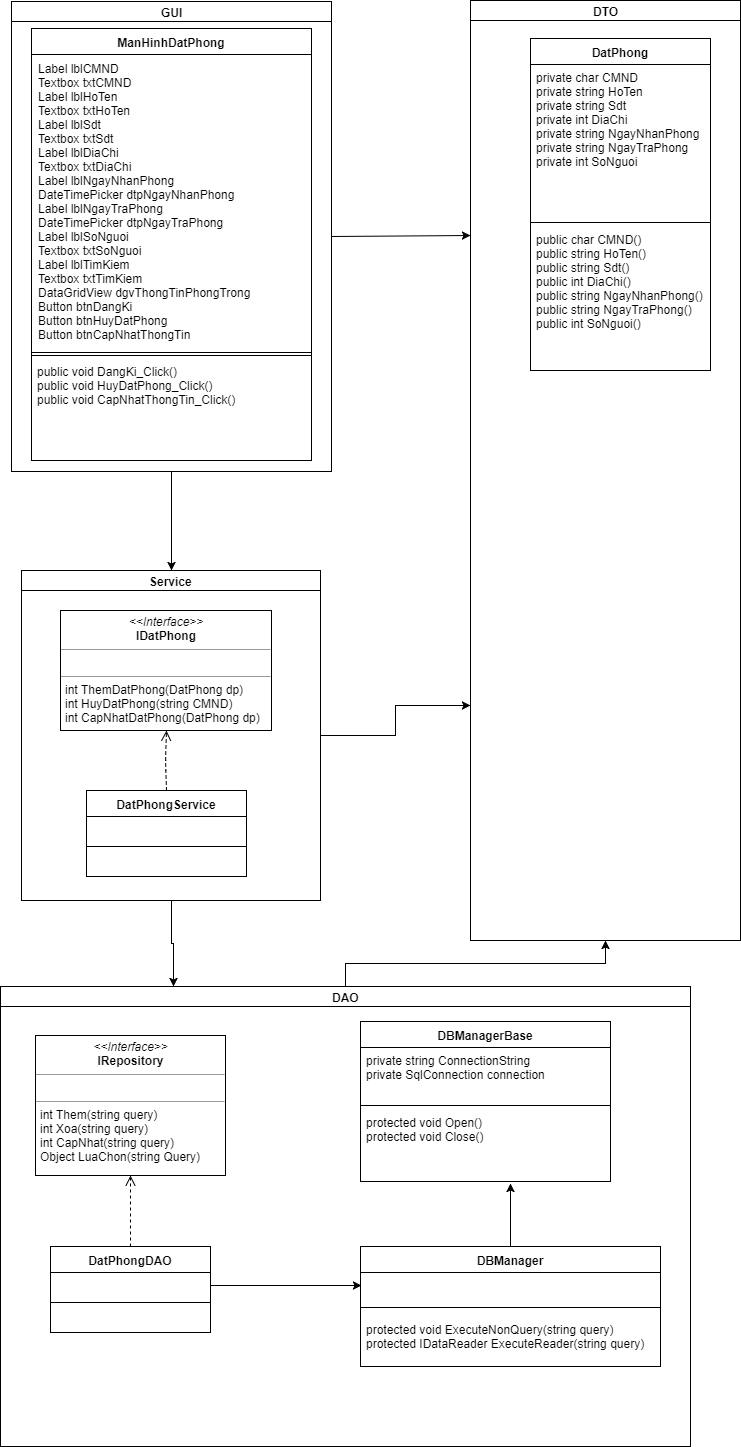 GUI
ManHinhDatPhong
Label lblCMND
Textbox txtCMND
Label lblHoTen
Textbox txtHoTen
Label lblSdt
Textbox txtSdt
Label lblDiaChi
Textbox txtDiaChi
Label lblNgayNhanPhong
DateTimePicker dtpNgayNhanPhong
Label lblNgayTraPhong
DateTimePicker dtpNgayTraPhong
Label lblSoNguoi
Textbox txtSoNguoi
Label lblTimKiem
Textbox txtTimKiem
DataGridView dgvThongTinPhongTrong
Button btnDangKi
Button btnHuyDatPhong
Button btnCapNhatThongTin
public void DangKi_Click()
public void HuyDatPhong_Click()
public void CapNhatThongTin_Click()
DTO
DatPhong
private char CMND
private string HoTen
private string Sdt
private int DiaChi
private string NgayNhanPhong
private string NgayTraPhong
private int SoNguoi
public char CMND()
public string HoTen()
public string Sdt()
public int DiaChi()
public string NgayNhanPhong()
public string NgayTraPhong()
public int SoNguoi()
Service
<<Interface>>
IDatPhong
int ThemDatPhong(DatPhong dp)
int HuyDatPhong(string CMND)
int CapNhatDatPhong(DatPhong dp)
DatPhongService
DAO
<<Interface>>
IRepository
int Them(string query)
int Xoa(string query)
int CapNhat(string query)
Object LuaChon(string Query)
DBManagerBase
private string ConnectionString
private SqlConnection connection
protected void Open()
protected void Close()
DatPhongDAO
DBManager
protected void ExecuteNonQuery(string query)
protected IDataReader ExecuteReader(string query)